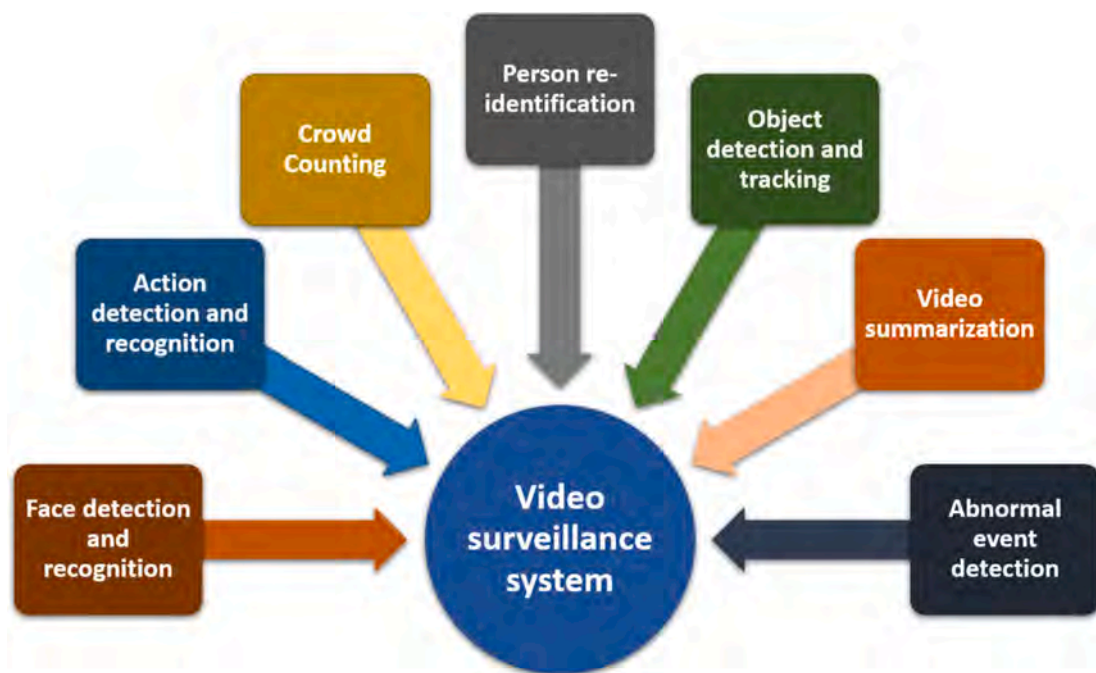 Person re-
identification
Crowd
Counting
Object
detection and
tracking
Action
detection and
recognition
Video
summarization
Face detection
and
recognition
Video
surveillance
system
Abnormal
event
detection